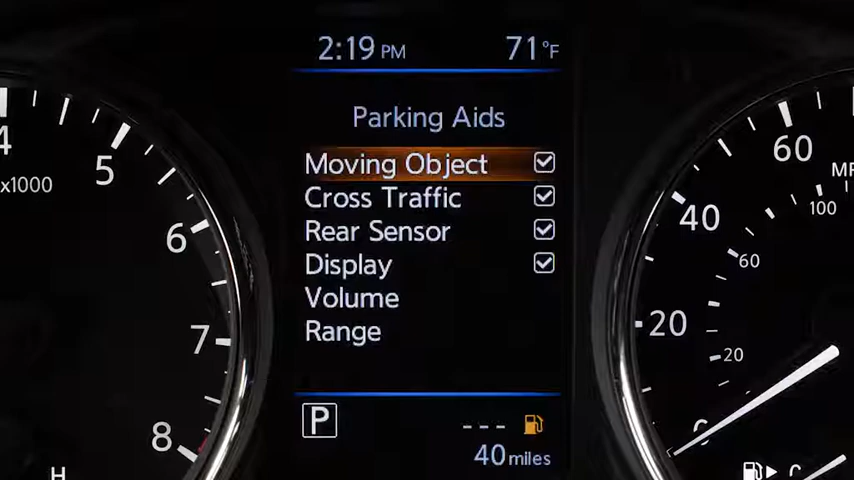 2:19 PM 71°F
Parking Aids
Moving Object
Cross Traffic
Rear Sensor
Display
Volume
Range
P
---
40 miles
4
5
x1000
6
7
8
H
60
40
100
60
20
20